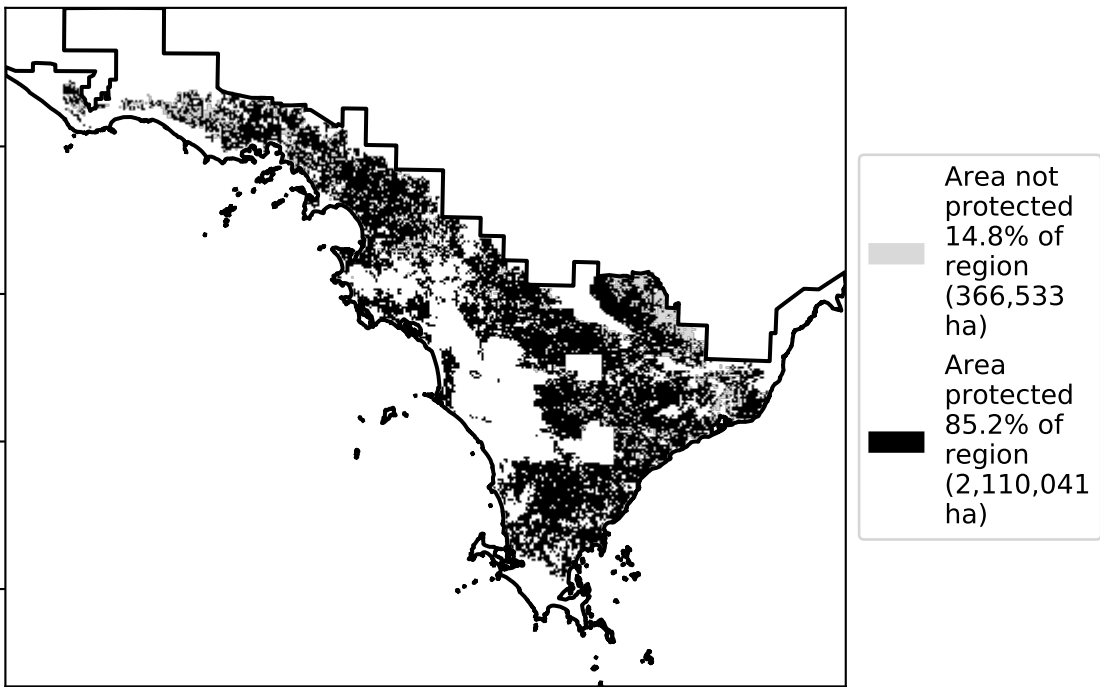 Area not
protected
14.8% of
region
(366,533
ha)
Area
protected
85.2% of
region
(2,110,041
ha)